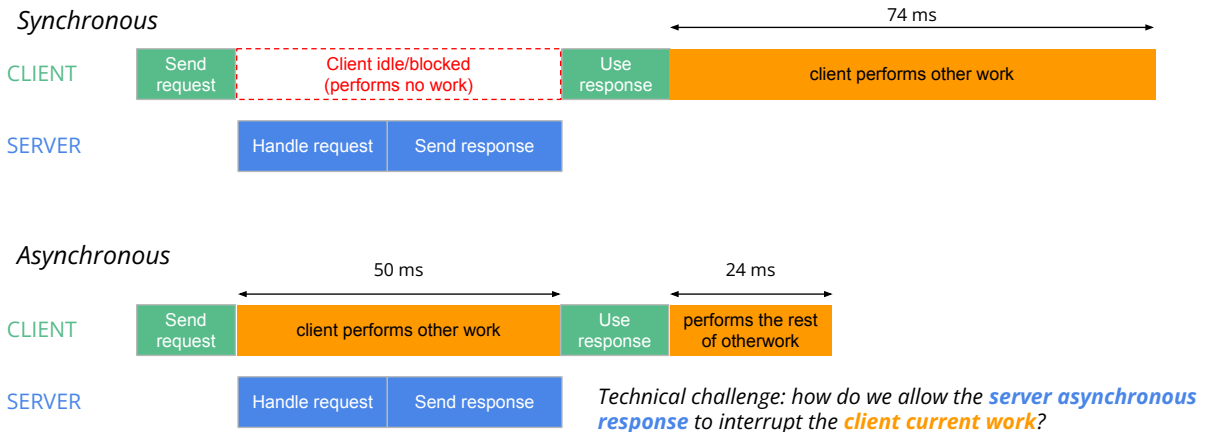 Synchronous
74 ms
CLIENT
Send
request
Client idle/blocked
(performs no work)
Use
response
client performs other work
SERVER
Handle request
Send response
Asynchronous
50 ms
24 ms
CLIENT
Send
request
client performs other work
Use
response
performs the rest
of otherwork
SERVER
Handle request
Send response
Technical challenge: how do we allow the server asynchronous
response to interrupt the client current work?